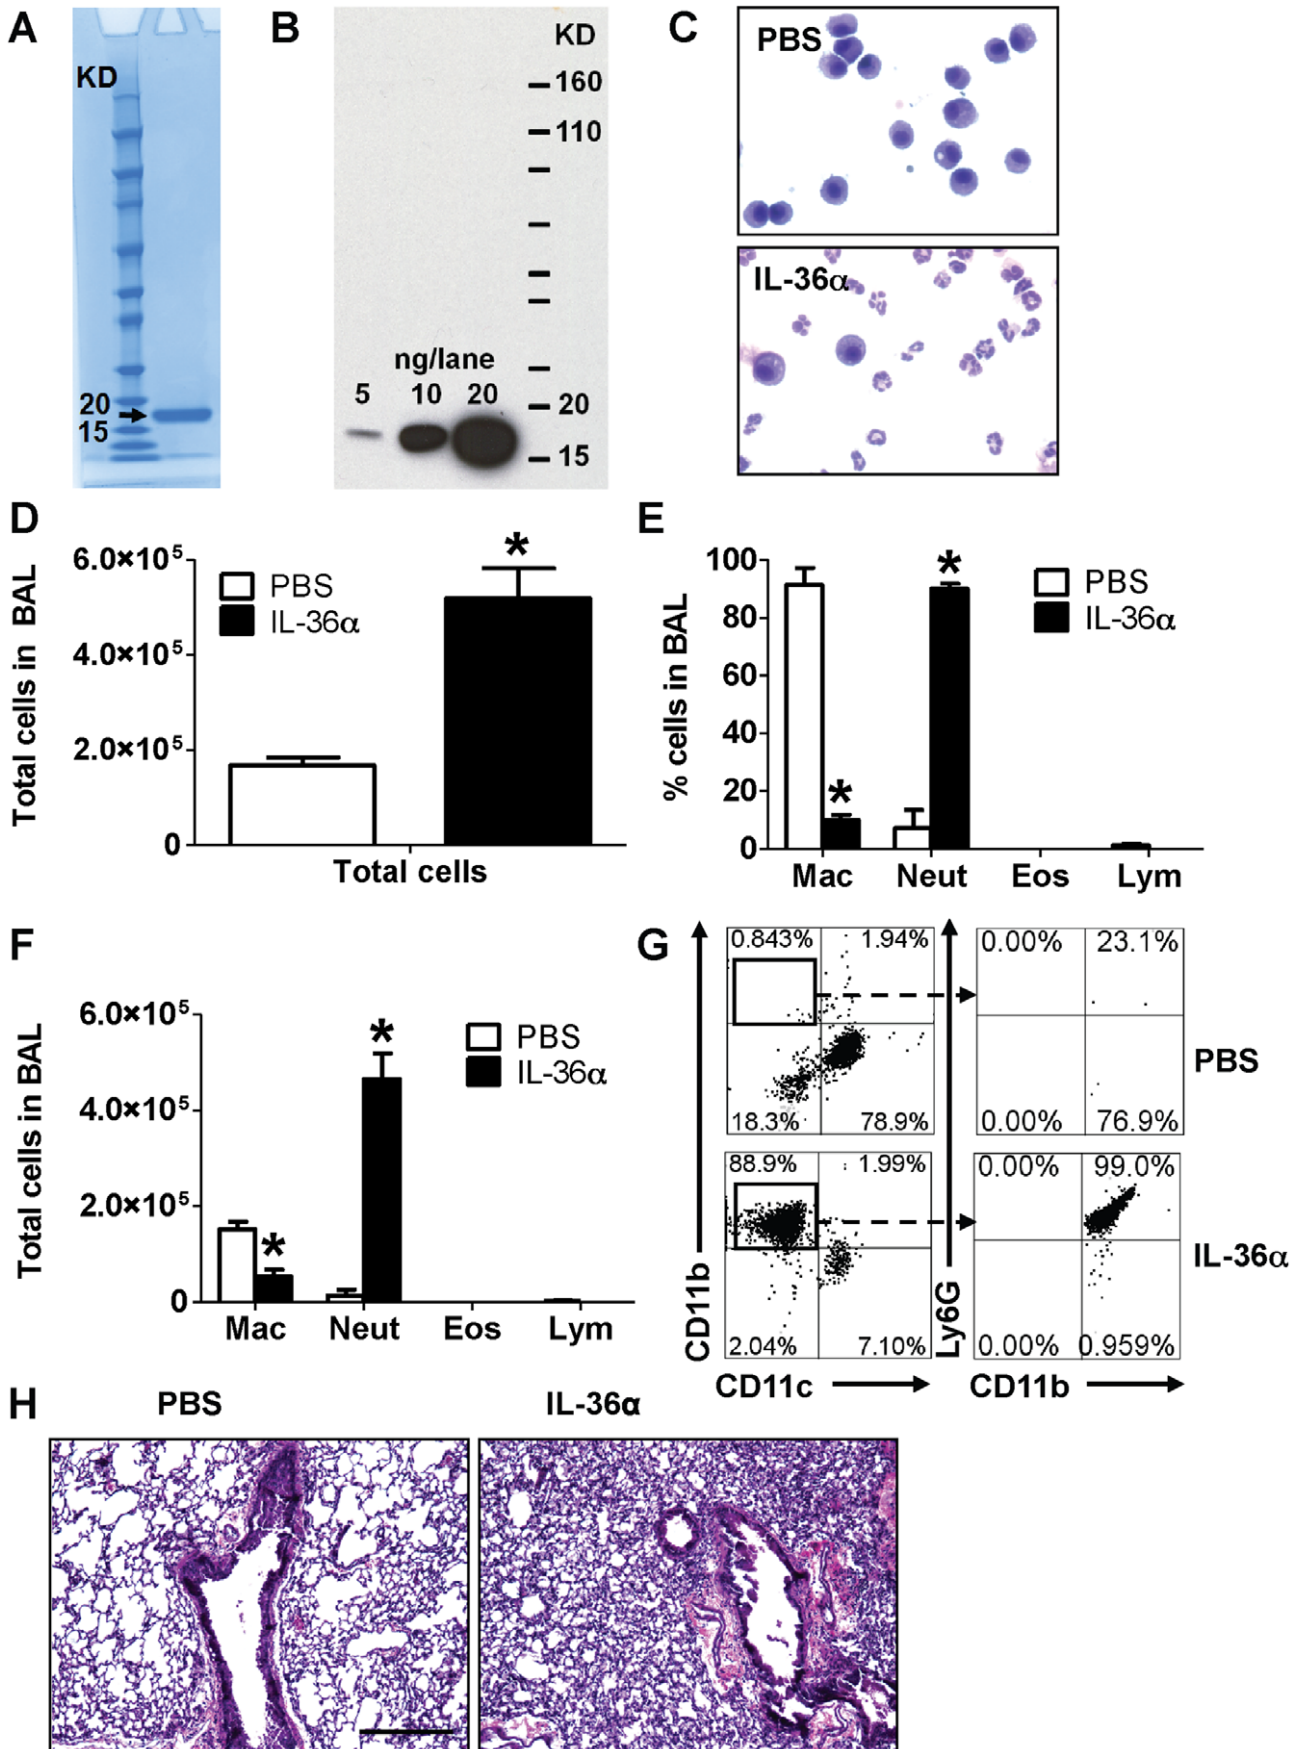 A
KD
20
15
B
KD
160
110
ng/lane
5 10 20
20
15
C
PBS
IL-36α
D
Total cells in BAL
6.0×10⁵
4.0×10⁵
2.0×10⁵
0
PBS
IL-36α
*
Total cells
E
% cells in BAL
100
80
60
40
20
0
PBS
IL-36α
*
*
Mac Neut Eos Lym
F
Total cells in BAL
6.0×10⁵
4.0×10⁵
2.0×10⁵
0
PBS
IL-36α
*
*
Mac Neut Eos Lym
G
0.843% 1.94%
18.3% 78.9%
0.00% 23.1%
0.00% 76.9%
PBS
88.9% 1.99%
2.04% 7.10%
0.00% 99.0%
0.00% 0.959%
IL-36α
CD11b
Ly6G
CD11c
CD11b
H
PBS
IL-36α